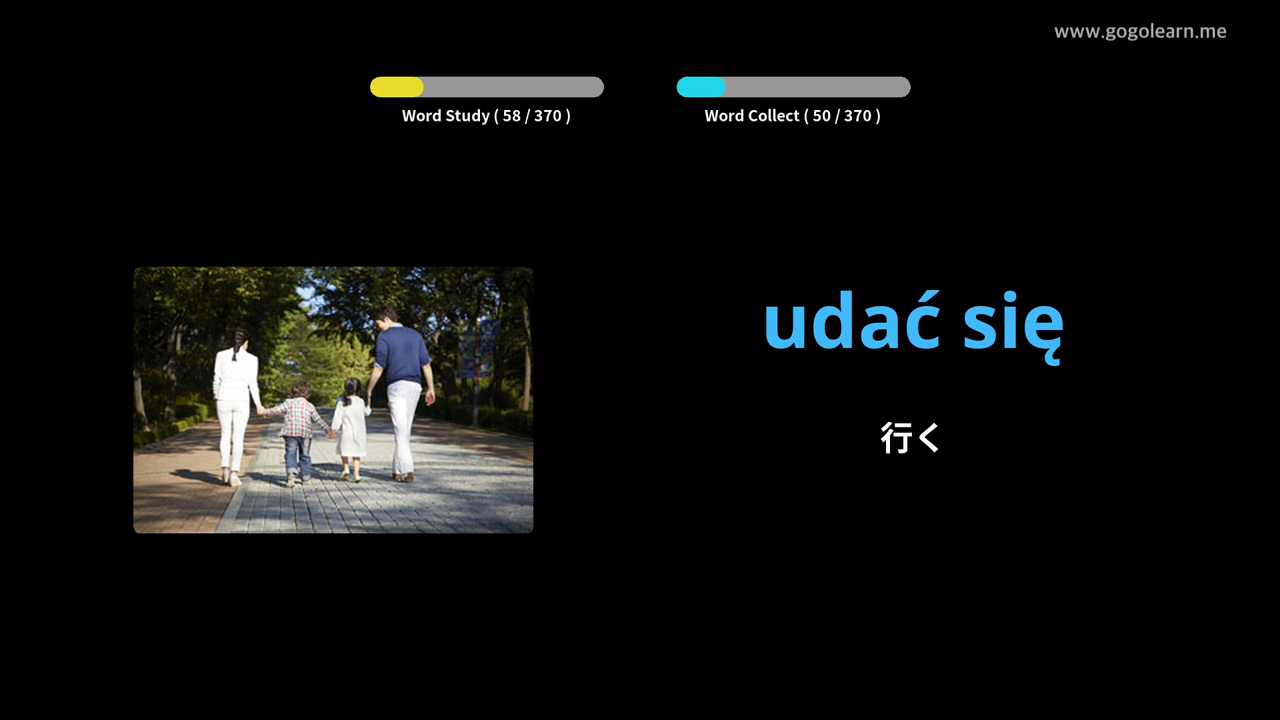 www.gogolearn.me
Word Study ( 58 / 370 )
Word Collect ( 50 / 370 )
udać się
行く